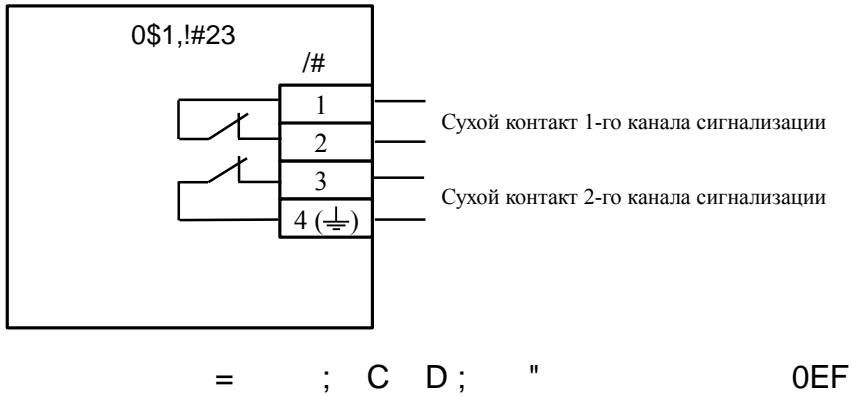 0$1,!#23
/#
1
Сухой контакт 1-го канала сигнализации
2
3
Сухой контакт 2-го канала сигнализации
4 (⏚)
= ; C D ; " 0EF